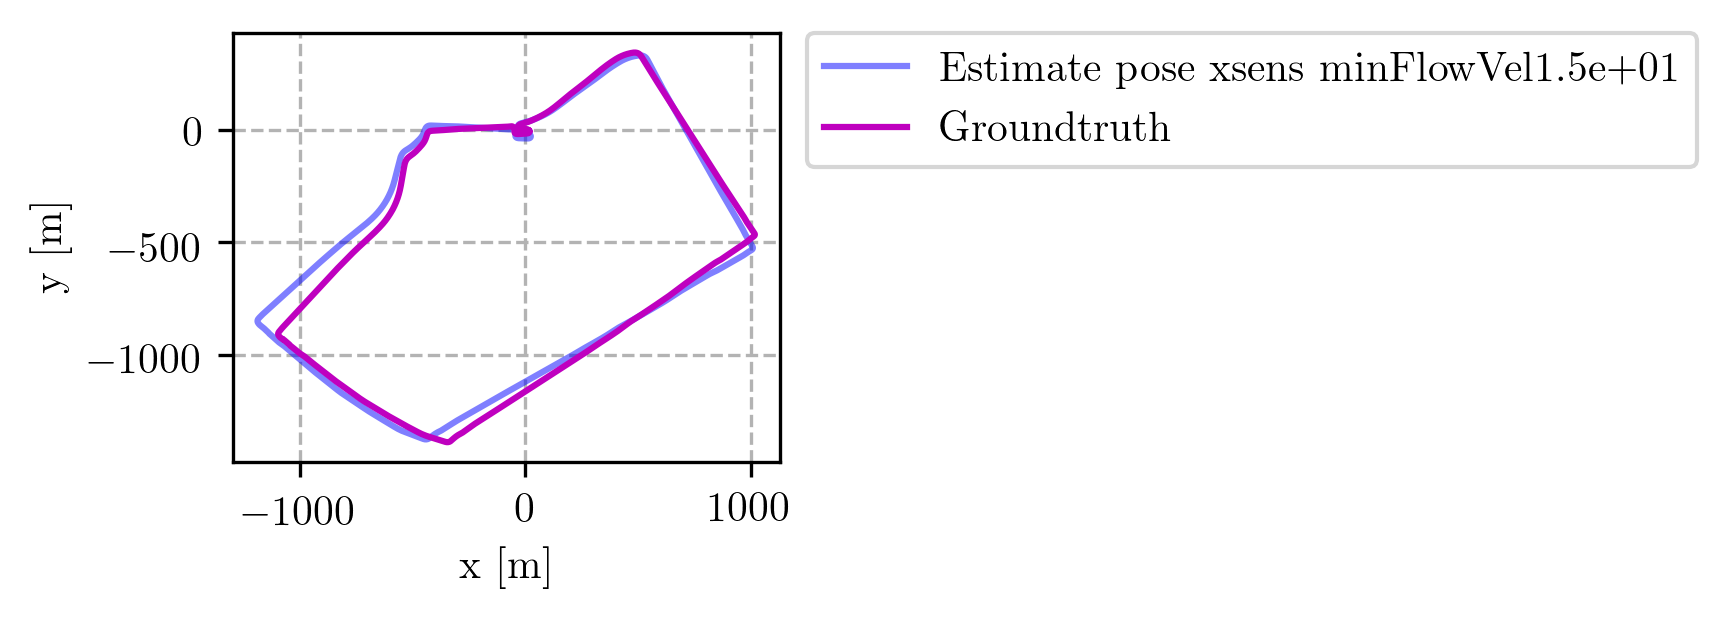 Estimate pose xsens minFlowVel1.5e+01
Groundtruth
0
−500
−1000
y [m]
−1000
0
1000
x [m]